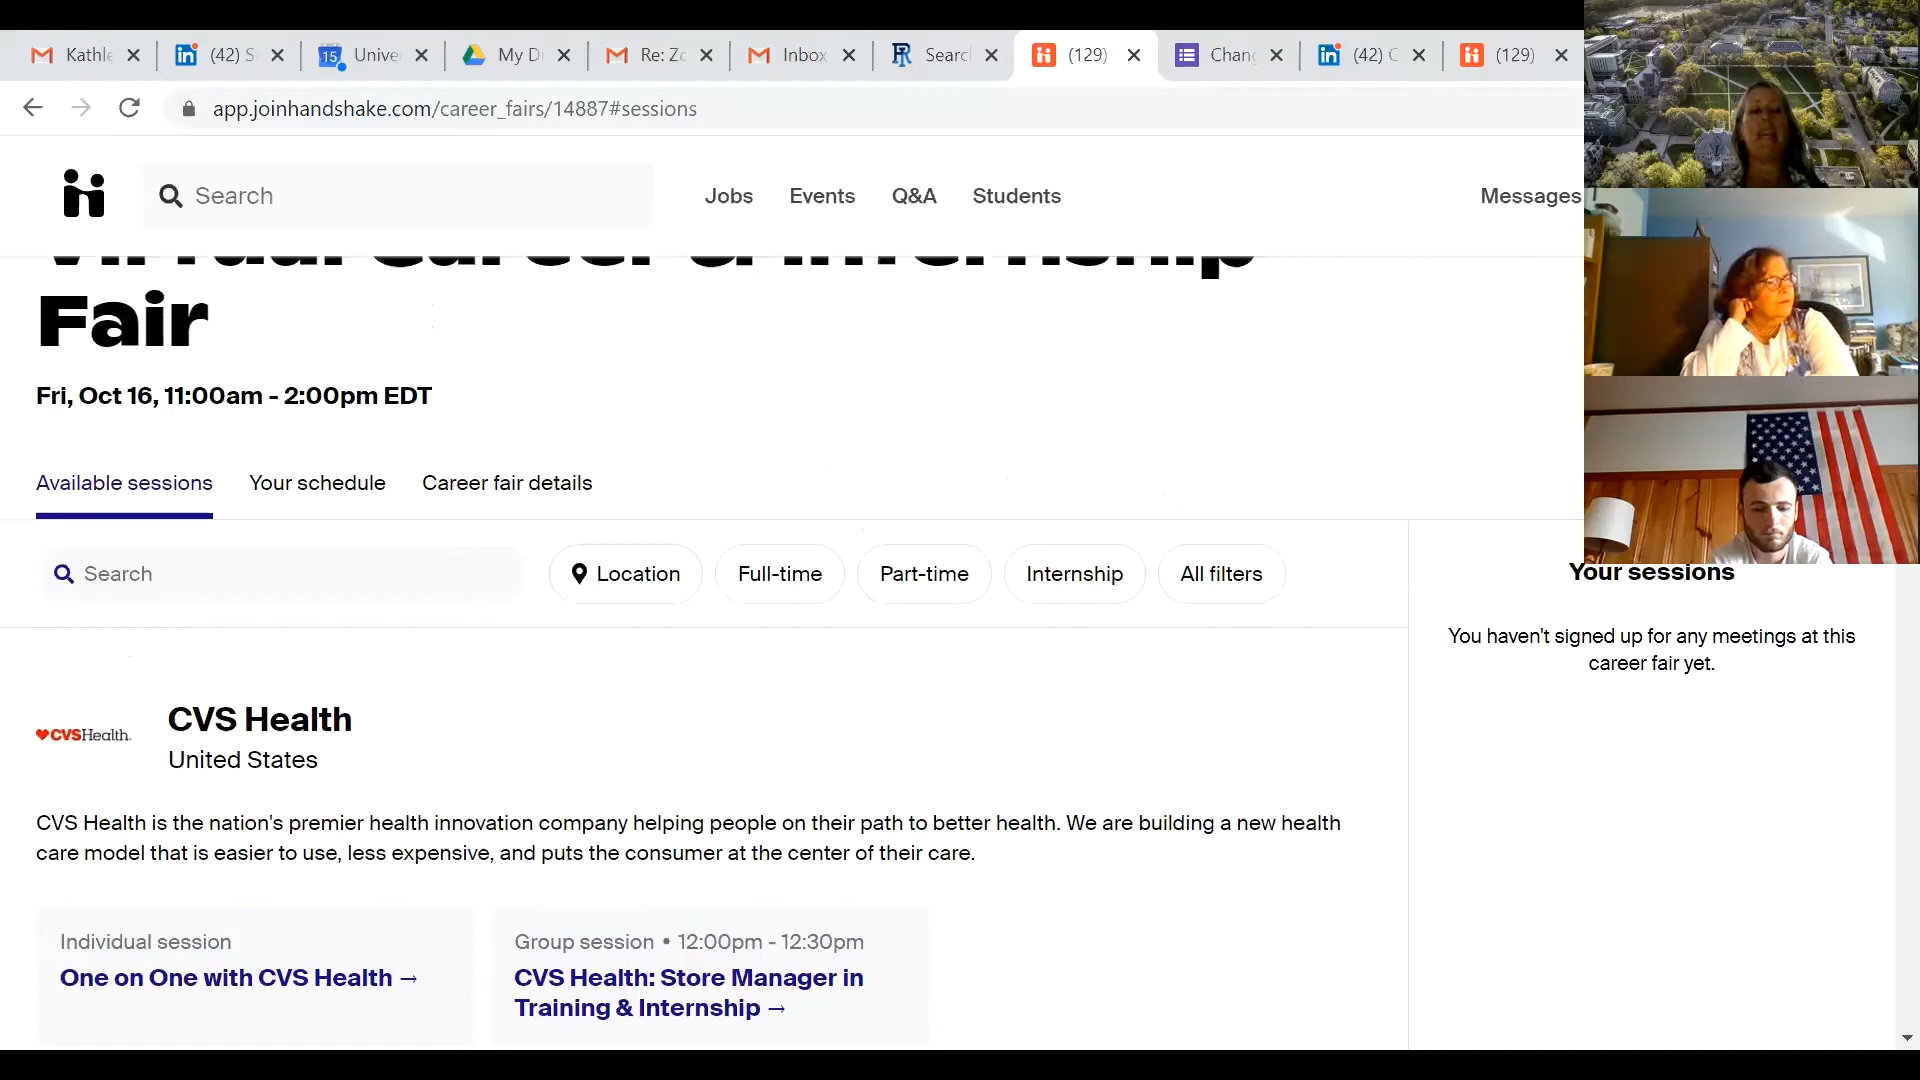 Kathle
(42) S
15
Unive
My D
Re: Zo
Inbox
Searc
(129)
Chan
(42) C
(129)
app.joinhandshake.com/career_fairs/14887#sessions
Search
Jobs
Events
Q&A
Students
Messages
Virtual Career & Internship
Fair
Fri, Oct 16, 11:00am - 2:00pm EDT
Available sessions
Your schedule
Career fair details
Search
Location
Full-time
Part-time
Internship
All filters
Your sessions
You haven't signed up for any meetings at this
career fair yet.
CVSHealth.
CVS Health
United States
CVS Health is the nation's premier health innovation company helping people on their path to better health. We are building a new health
care model that is easier to use, less expensive, and puts the consumer at the center of their care.
Individual session
One on One with CVS Health →
Group session • 12:00pm - 12:30pm
CVS Health: Store Manager in
Training & Internship →